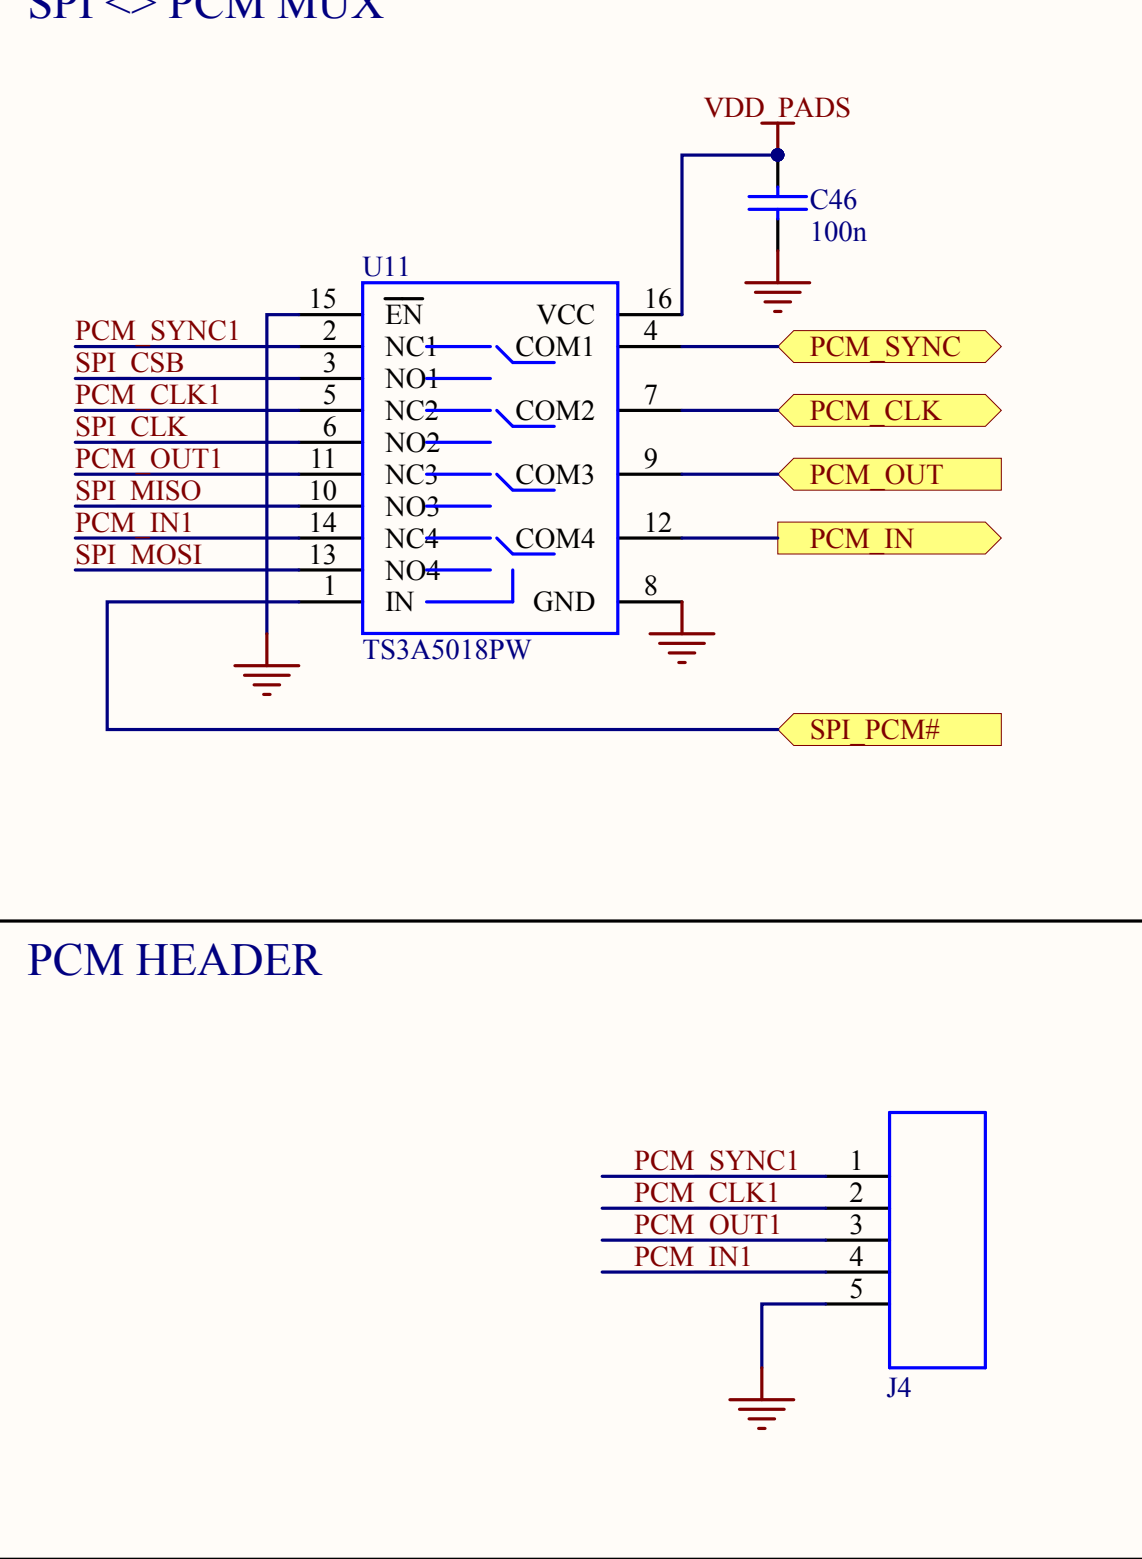 SPI <> PCM MUX
VDD_PADS
C46
100n
U11
15 EN VCC 16
PCM_SYNC1 2 NC1 COM1 4 PCM_SYNC
SPI_CSB 3 NO1
PCM_CLK1 5 NC2 COM2 7 PCM_CLK
SPI_CLK 6 NO2
PCM_OUT1 11 NC3 COM3 9 PCM_OUT
SPI_MISO 10 NO3
PCM_IN1 14 NC4 COM4 12 PCM_IN
SPI_MOSI 13 NO4
1 IN GND 8
TS3A5018PW
SPI_PCM#
PCM HEADER
PCM_SYNC1 1
PCM_CLK1 2
PCM_OUT1 3
PCM_IN1 4
5
J4